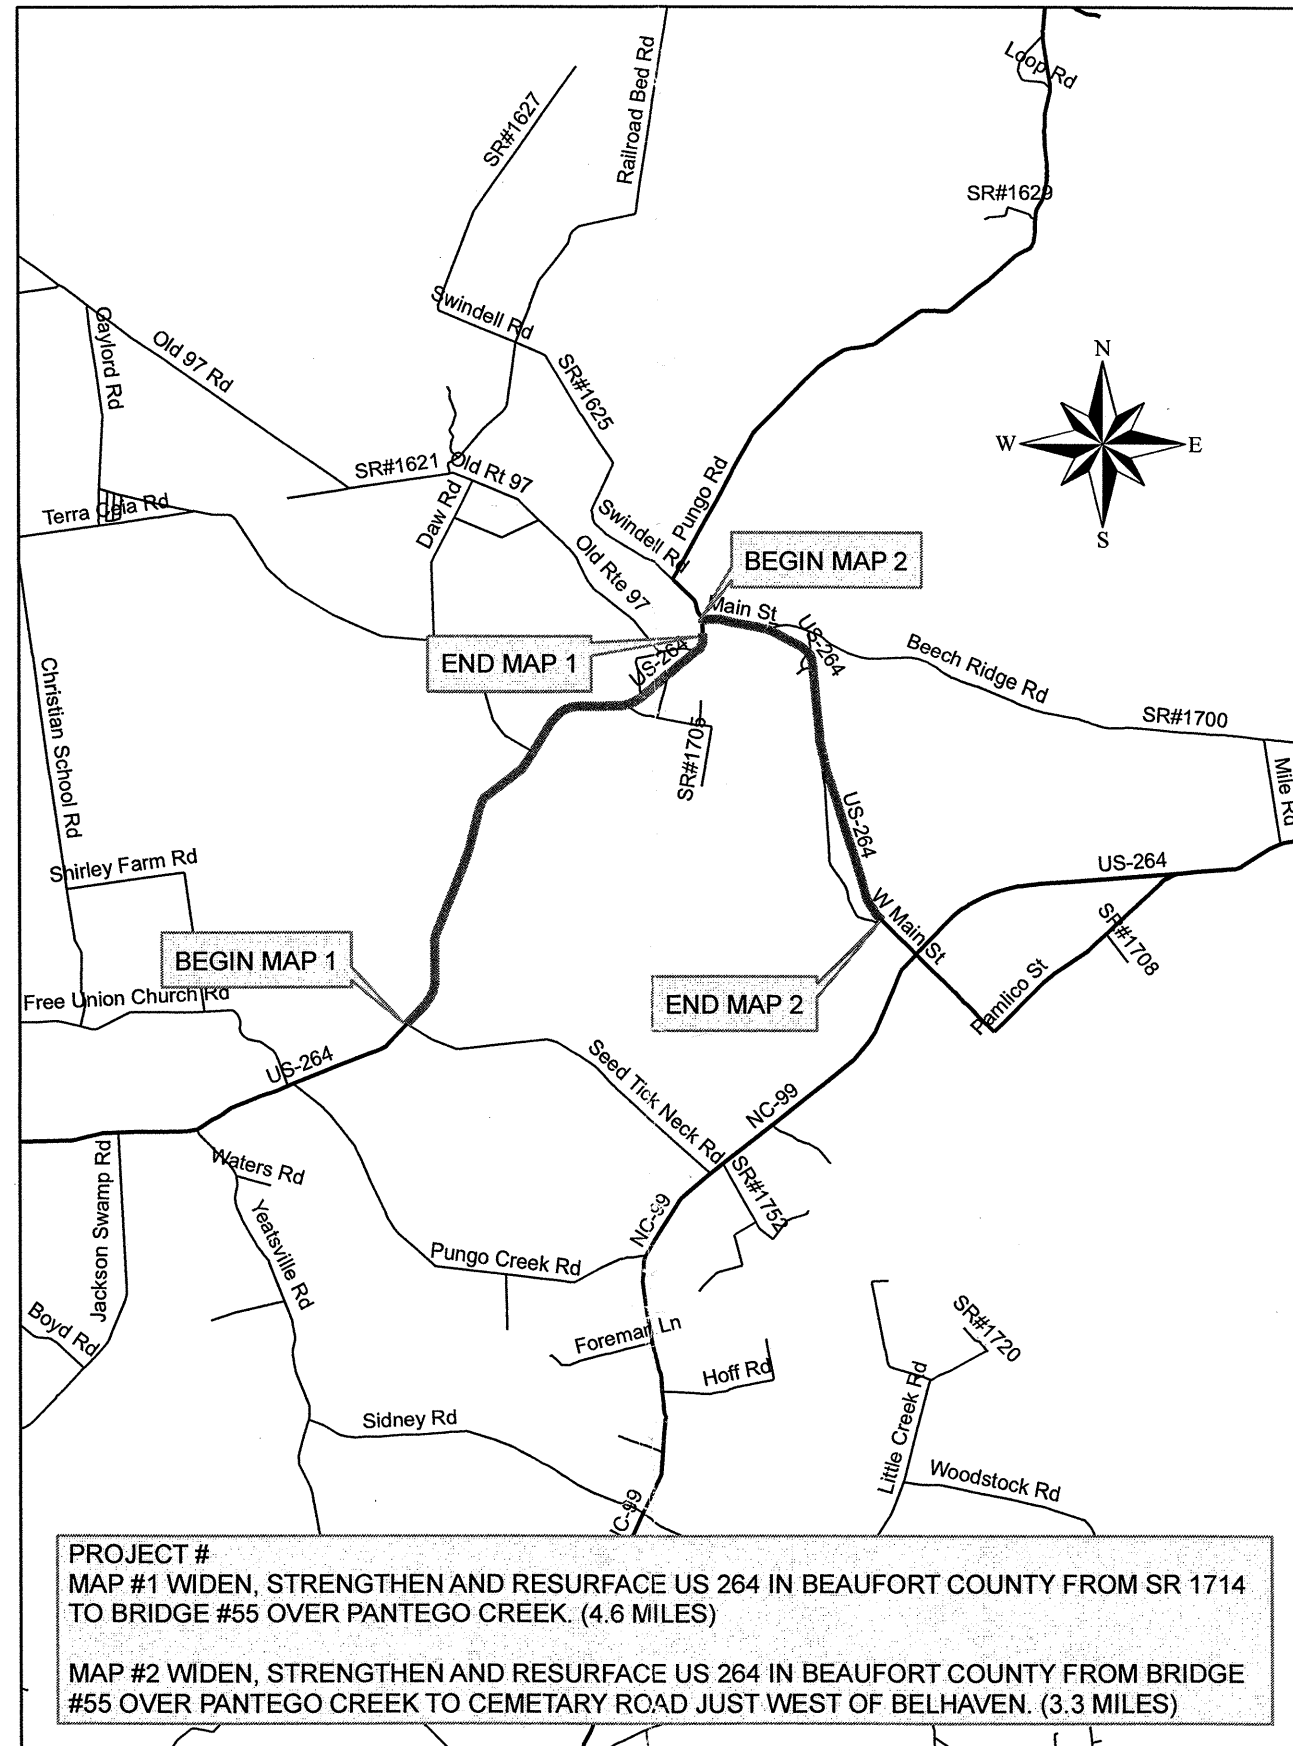 Loop Rd
Railroad Bed Rd
SR#1627
SR#1629
Swindell Rd
Gaylord Rd
Old 97 Rd
SR#1625
N
W
E
S
SR#1621
Old Rt 97
Pungo Rd
Terra Ceia Rd
Daw Rd
Swindell Rd
Old Rte 97
BEGIN MAP 2
Main St
US-264
END MAP 1
US-264
Beech Ridge Rd
Christian School Rd
SR#1705
SR#1700
Mile Rd
US-264
Shirley Farm Rd
US-264
W Main St
SR#1708
BEGIN MAP 1
END MAP 2
Free Union Church Rd
Pamlico St
US-264
Seed Tick Neck Rd
NC-99
Jackson Swamp Rd
Waters Rd
SR#1752
Yeatsville Rd
NC-99
Pungo Creek Rd
Boyd Rd
Foreman Ln
SR#1720
Hoff Rd
Little Creek Rd
Sidney Rd
Woodstock Rd
NC-99
PROJECT #
MAP #1 WIDEN, STRENGTHEN AND RESURFACE US 264 IN BEAUFORT COUNTY FROM SR 1714
TO BRIDGE #55 OVER PANTEGO CREEK. (4.6 MILES)
MAP #2 WIDEN, STRENGTHEN AND RESURFACE US 264 IN BEAUFORT COUNTY FROM BRIDGE
#55 OVER PANTEGO CREEK TO CEMETARY ROAD JUST WEST OF BELHAVEN. (3.3 MILES)